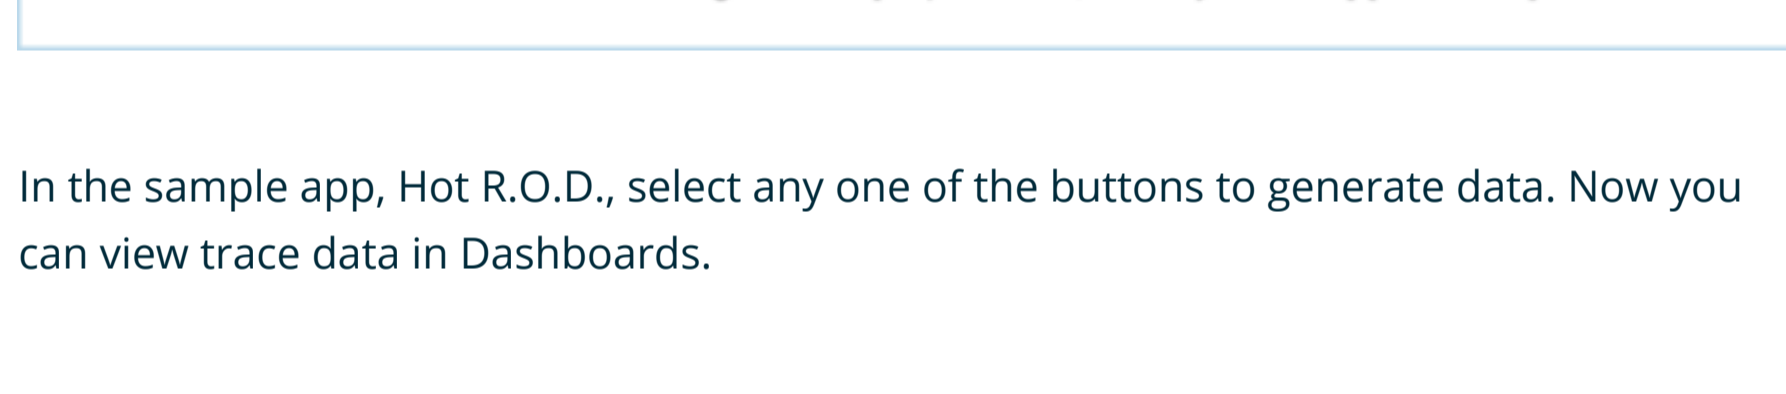 In the sample app, Hot R.O.D., select any one of the buttons to generate data. Now you
can view trace data in Dashboards.